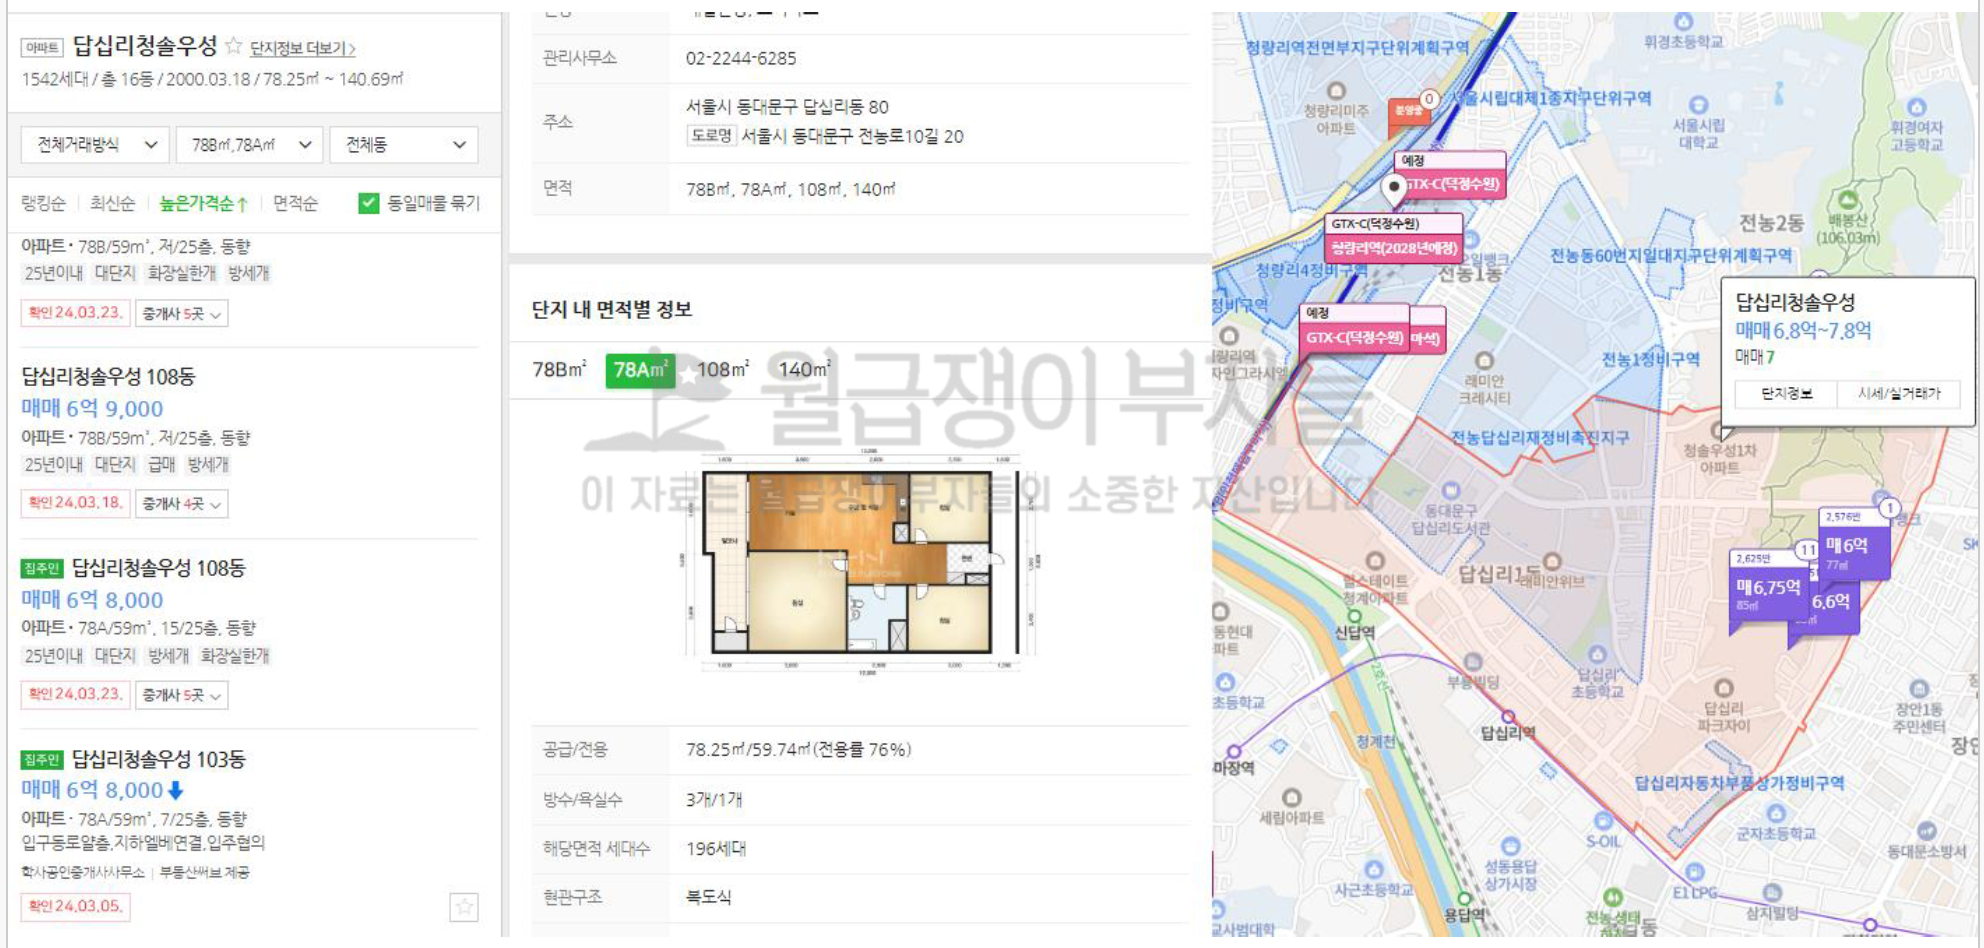 아파트 답십리청솔우성 ☆ 단지정보 더보기 >
1542세대 / 총 16동 / 2000.03.18 / 78.25㎡ ~ 140.69㎡
전체거래방식 78B㎡,78A㎡ 전체동
랭킹순 최신순 높은가격순↑ 면적순 동일매물 묶기
아파트 · 78B/59m², 저/25층, 동향
25년이내 대단지 화장실한개 방세개
확인 24.03.23. 중개사 5곳
답십리청솔우성 108동
매매 6억 9,000
아파트 · 78B/59m², 저/25층, 동향
25년이내 대단지 급매 방세개
확인 24.03.18. 중개사 4곳
집주인 답십리청솔우성 108동
매매 6억 8,000
아파트 · 78A/59m², 15/25층, 동향
25년이내 대단지 방세개 화장실한개
확인 24.03.23. 중개사 5곳
집주인 답십리청솔우성 103동
매매 6억 8,000
아파트 · 78A/59m², 7/25층, 동향
입구동로얄층,지하엘베연결,입주협의
학사공인중개사사무소 | 부동산써브 제공
확인 24.03.05.
관리사무소 02-2244-6285
주소 서울시 동대문구 답십리동 80
도로명 서울시 동대문구 전농로10길 20
면적 78B㎡, 78A㎡, 108㎡, 140㎡
단지 내 면적별 정보
78Bm² 78Am² 108m² 140m²
월급쟁이부자들
이 자료는 월급쟁이부자들의 소중한 자산입니다
공급/전용 78.25㎡/59.74㎡(전용률 76%)
방수/욕실수 3개/1개
해당면적 세대수 196세대
현관구조 복도식
청량리역전면부지구단위계획구역
휘경초등학교
청량리미주
아파트
분양중
0
서울시립대제1종지구단위구역
서울시립
대학교
휘경여자
고등학교
예정
GTX-C(덕정수원)
GTX-C(덕정수원)
청량리역(2028년예정)
전농1동
전농2동
배봉산
(106.03m)
전농동60번지일대지구단위계획구역
청량리4정비구역
정비구역
예정
GTX-C(덕정수원)
마석)
답십리청솔우성
매매 6.8억~7.8억
매매 7
단지정보 시세/실거래가
전농1정비구역
래미안
크레시티
전농답십리재정비촉진지구
청솔우성1차
아파트
동대문구
답십리도서관
2,576만
1
매 6억
77㎡
2,625만
11
매 6.75억
85㎡
6.6억
힐스테이트
청계아파트
답십리1동
래미안위브
신답역
부용빌딩
답십리
초등학교
초등학교
답십리
파크자이
장안1동
주민센터
답십리역
2호선
청계천
마장역
답십리자동차부품상가정비구역
세림아파트
군자초등학교
S-OIL
동대문소방서
성동용답
상가시장
사근초등학교
E1 LPG
삼지빌딩
용답역